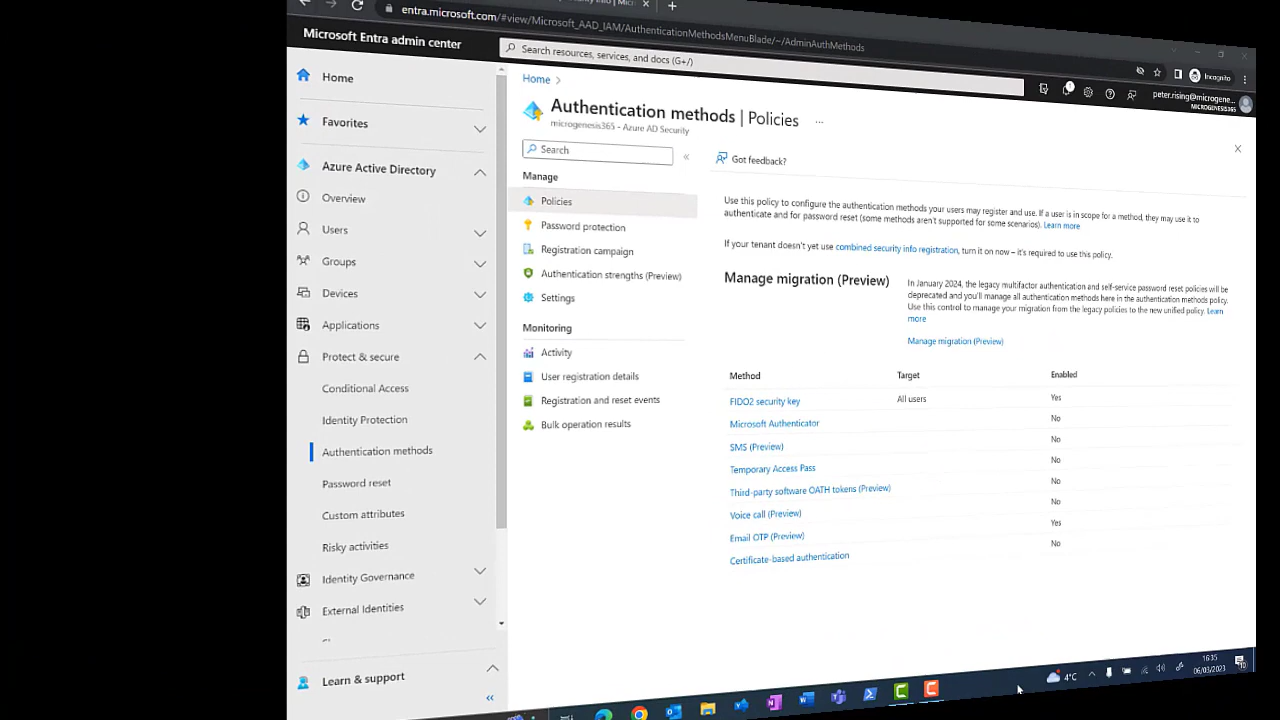 entra.microsoft.com/#view/Microsoft_AAD_IAM/AuthenticationMethodsMenuBlade/~/AdminAuthMethods
Incognito
Microsoft Entra admin center
Search resources, services, and docs (G+/)
1
peter.rising@microgene...
MICROGENESIS365
Home
Favorites
Azure Active Directory
Overview
Users
Groups
Devices
Applications
Protect & secure
Conditional Access
Identity Protection
Authentication methods
Password reset
Custom attributes
Risky activities
Identity Governance
External Identities
Learn & support
Home
Authentication methods | Policies ...
microgenesis365 - Azure AD Security
Search
Manage
Policies
Password protection
Registration campaign
Authentication strengths (Preview)
Settings
Monitoring
Activity
User registration details
Registration and reset events
Bulk operation results
Got feedback?
Use this policy to configure the authentication methods your users may register and use. If a user is in scope for a method, they may use it to
authenticate and for password reset (some methods aren't supported for some scenarios). Learn more
If your tenant doesn't yet use combined security info registration, turn it on now – it's required to use this policy.
Manage migration (Preview)
In January 2024, the legacy multifactor authentication and self-service password reset policies will be
deprecated and you'll manage all authentication methods here in the authentication methods policy.
Use this control to manage your migration from the legacy policies to the new unified policy. Learn
more
Manage migration (Preview)
Method Target Enabled
FIDO2 security key All users Yes
Microsoft Authenticator No
SMS (Preview) No
Temporary Access Pass No
Third-party software OATH tokens (Preview) No
Voice call (Preview) No
Email OTP (Preview) Yes
Certificate-based authentication No
4°C
16:35
06/03/2023